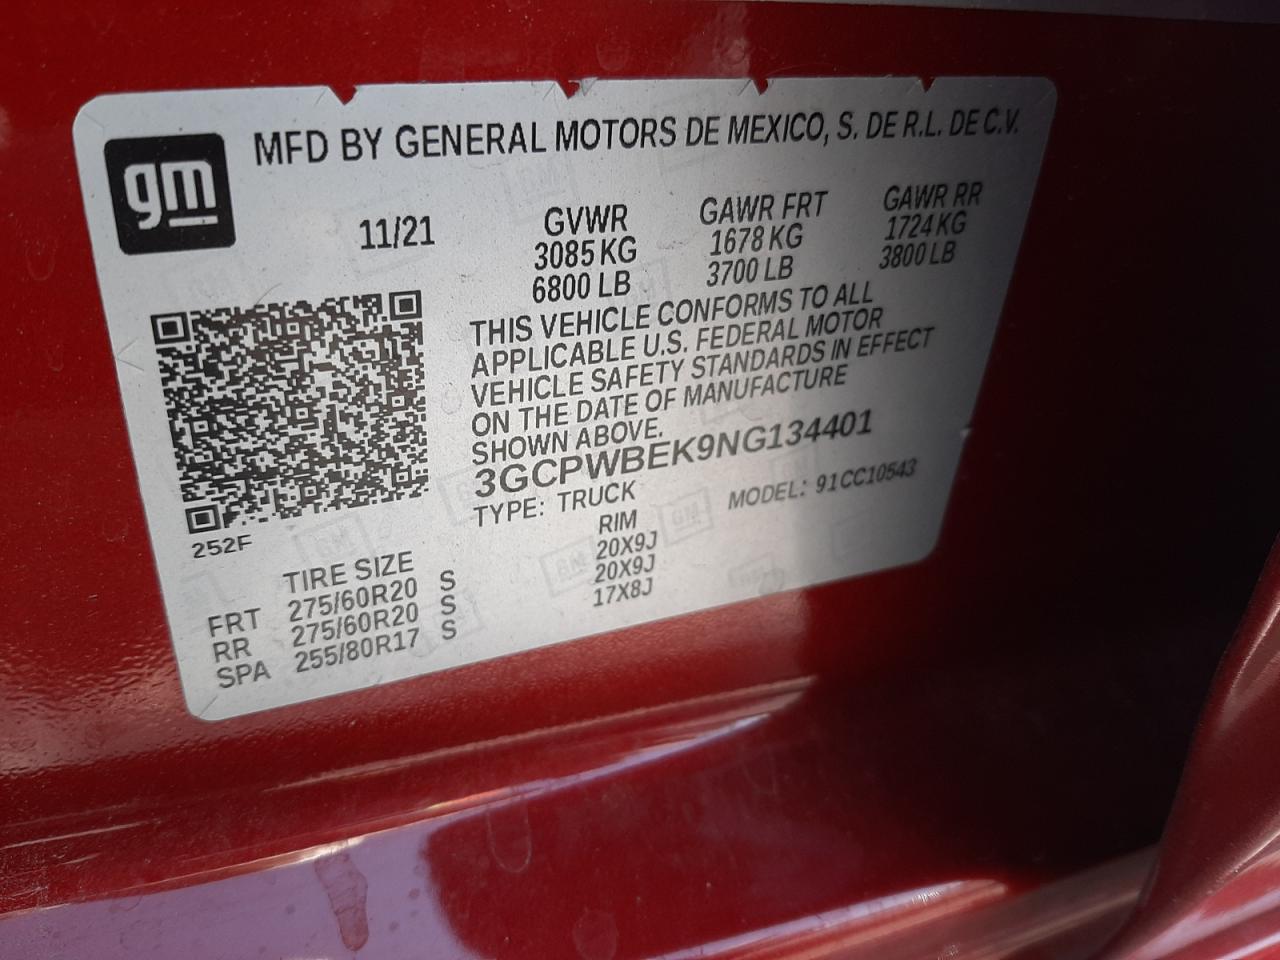 gm
MFD BY GENERAL MOTORS DE MEXICO, S. DE R.L. DE C.V.
11/21
GVWR
3085 KG
6800 LB
GAWR FRT
1678 KG
3700 LB
GAWR RR
1724 KG
3800 LB
THIS VEHICLE CONFORMS TO ALL
APPLICABLE U.S. FEDERAL MOTOR
VEHICLE SAFETY STANDARDS IN EFFECT
ON THE DATE OF MANUFACTURE
SHOWN ABOVE.
3GCPWBEK9NG134401
TYPE: TRUCK
MODEL: 91CC10543
252F
TIRE SIZE RIM
FRT 275/60R20 S 20X9J
RR 275/60R20 S 20X9J
SPA 255/80R17 S 17X8J